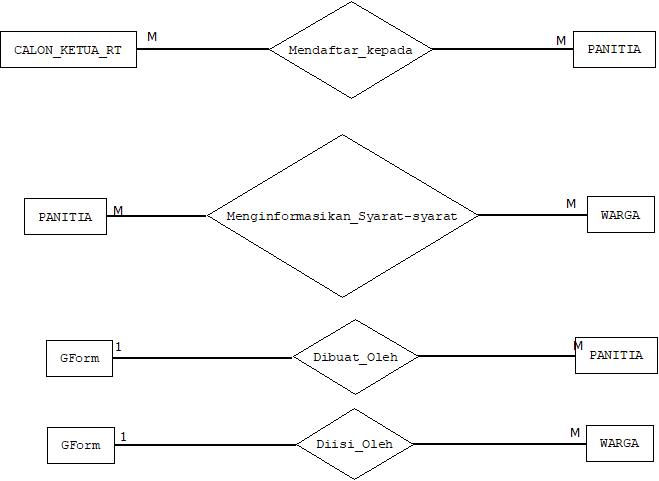 CALON_KETUA_RT M Mendaftar_kepada M PANITIA
PANITIA M Menginformasikan_Syarat-syarat M WARGA
GForm 1 Dibuat_Oleh M PANITIA
GForm 1 Diisi_Oleh M WARGA